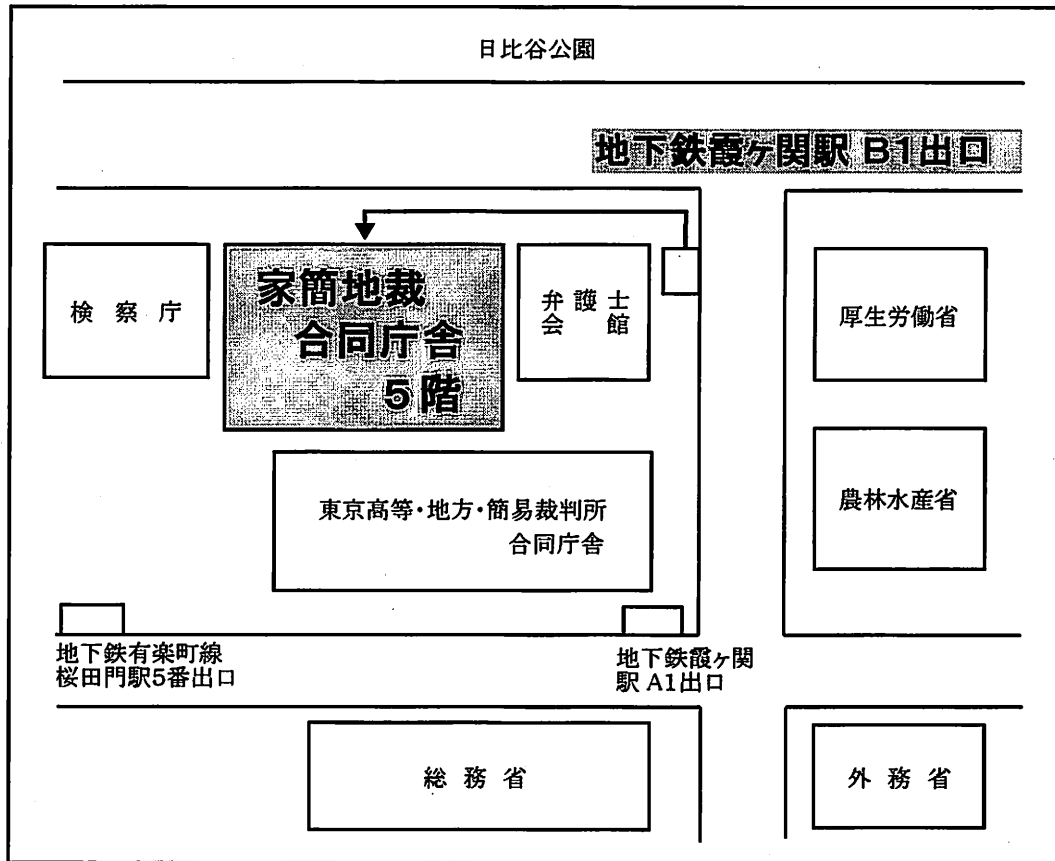 日比谷公園
地下鉄霞ヶ関駅 B1出口
検察庁
家簡地裁
合同庁舎
5階
弁護士
会館
厚生労働省
東京高等・地方・簡易裁判所
合同庁舎
農林水産省
地下鉄有楽町線
桜田門駅5番出口
地下鉄霞ヶ関
駅 A1出口
総務省
外務省